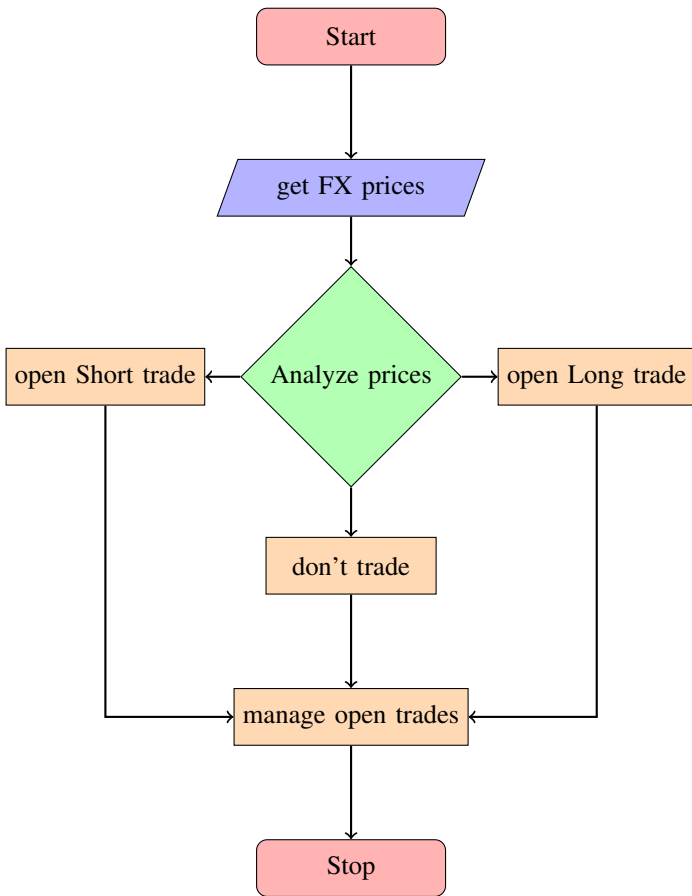 Start
get FX prices
open Short trade
Analyze prices
open Long trade
don't trade
manage open trades
Stop